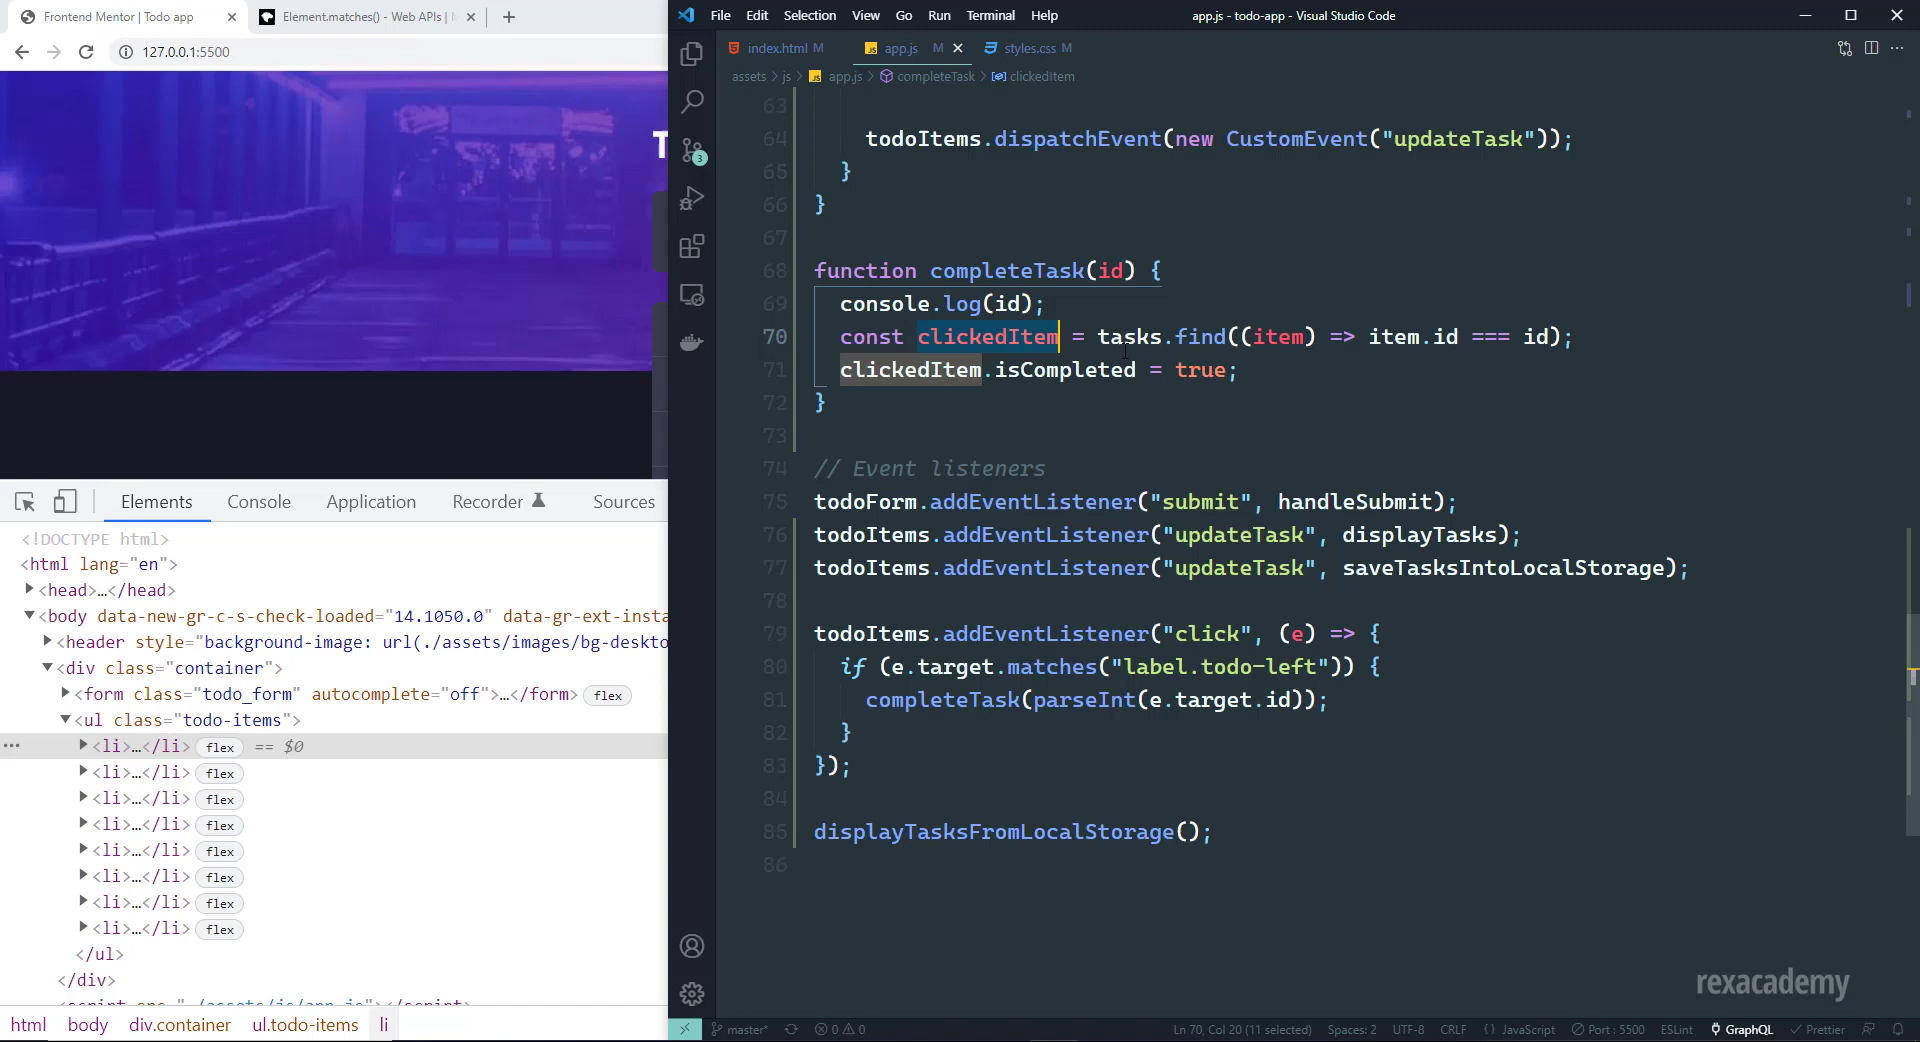 Frontend Mentor | Todo app
Element.matches() - Web APIs |
127.0.0.1:5500
T
Elements Console Application Recorder Sources
<!DOCTYPE html>
<html lang="en">
<head>…</head>
<body data-new-gr-c-s-check-loaded="14.1050.0" data-gr-ext-insta
<header style="background-image: url(./assets/images/bg-deskto
<div class="container">
<form class="todo_form" autocomplete="off">…</form> flex
<ul class="todo-items">
<li>…</li> flex == $0
<li>…</li> flex
<li>…</li> flex
<li>…</li> flex
<li>…</li> flex
<li>…</li> flex
<li>…</li> flex
<li>…</li> flex
</ul>
</div>
html body div.container ul.todo-items li
File Edit Selection View Go Run Terminal Help
app.js - todo-app - Visual Studio Code
index.html M app.js M styles.css M
assets > js > app.js > completeTask > clickedItem
3
63
64 todoItems.dispatchEvent(new CustomEvent("updateTask"));
65 }
66 }
67
68 function completeTask(id) {
69 console.log(id);
70 const clickedItem = tasks.find((item) => item.id === id);
71 clickedItem.isCompleted = true;
72 }
73
74 // Event listeners
75 todoForm.addEventListener("submit", handleSubmit);
76 todoItems.addEventListener("updateTask", displayTasks);
77 todoItems.addEventListener("updateTask", saveTasksIntoLocalStorage);
78
79 todoItems.addEventListener("click", (e) => {
80 if (e.target.matches("label.todo-left")) {
81 completeTask(parseInt(e.target.id));
82 }
83 });
84
85 displayTasksFromLocalStorage();
86
rexacademy
master* 0 0 Ln 70, Col 20 (11 selected) Spaces: 2 UTF-8 CRLF JavaScript Port : 5500 ESLint GraphQL Prettier